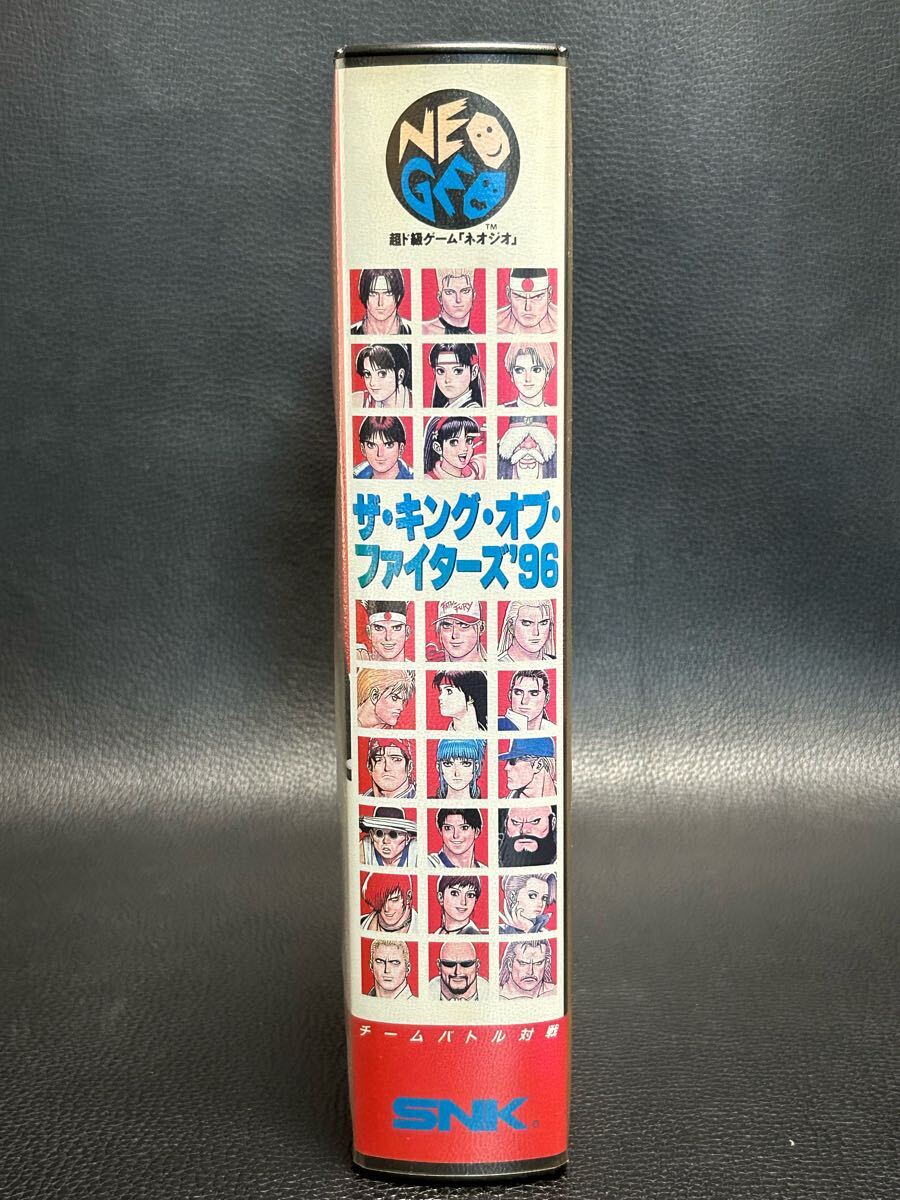 NEO
GEO
TM
超ド級ゲーム「ネオジオ」
ザ・キング・オブ・
ファイターズ'96
FATAL FURY
チームバトル対戦
SNK®